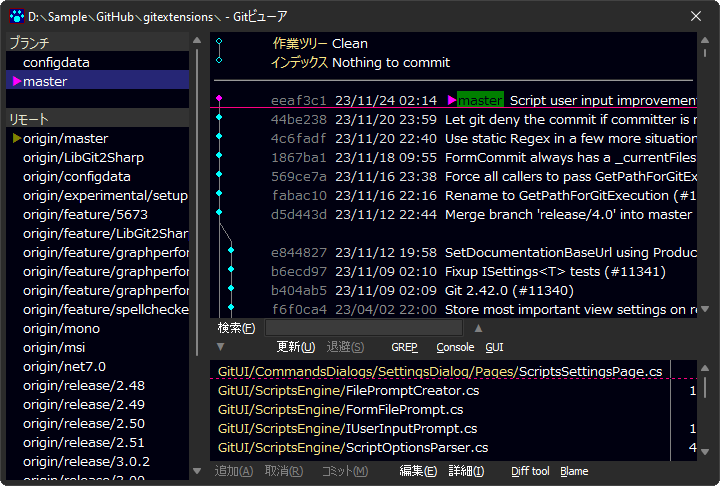 D:\Sample\GitHub\gitextensions\ - Gitビューア
ブランチ
configdata
master
リモート
origin/master
origin/LibGit2Sharp
origin/configdata
origin/experimental/setup
origin/feature/5673
origin/feature/LibGit2Shar
origin/feature/graphperfor
origin/feature/graphperfor
origin/feature/graphperfor
origin/feature/spellchecke
origin/mono
origin/msi
origin/net7.0
origin/release/2.48
origin/release/2.49
origin/release/2.50
origin/release/2.51
origin/release/3.0.2
作業ツリー Clean
インデックス Nothing to commit
eeaf3c1 23/11/24 02:14 master Script user input improvemen
44be238 23/11/20 23:59 Let git deny the commit if committer is r
4c6fadf 23/11/20 22:40 Use static Regex in a few more situation
1867ba1 23/11/18 09:55 FormCommit always has a _currentFiles
569ce7a 23/11/16 23:38 Force all callers to pass GetPathForGitEx
fabac10 23/11/16 22:16 Rename to GetPathForGitExecution (#1
d5d443d 23/11/12 22:44 Merge branch 'release/4.0' into master
e844827 23/11/12 19:58 SetDocumentationBaseUrl using Produc
b6ecd97 23/11/09 02:10 Fixup ISettings<T> tests (#11341)
b404ab5 23/11/09 02:09 Git 2.42.0 (#11340)
f6f0ca4 23/04/02 22:00 Store most important view settings on r
検索(F)
更新(U) 退避(S) GREP Console GUI
GitUI/CommandsDialogs/SettingsDialog/Pages/ScriptsSettingsPage.cs
GitUI/ScriptsEngine/FilePromptCreator.cs 1
GitUI/ScriptsEngine/FormFilePrompt.cs
GitUI/ScriptsEngine/IUserInputPrompt.cs 1
GitUI/ScriptsEngine/ScriptOptionsParser.cs 4
追加(A) 取消(R) コミット(M) 編集(E) 詳細(I) Diff tool Blame